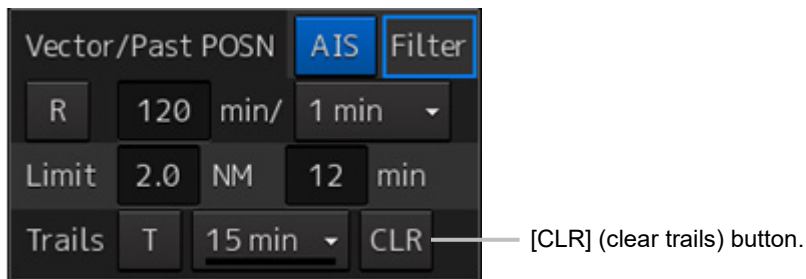 Vector/Past POSN AIS Filter
R 120 min/ 1 min
Limit 2.0 NM 12 min
Trails T 15 min CLR [CLR] (clear trails) button.